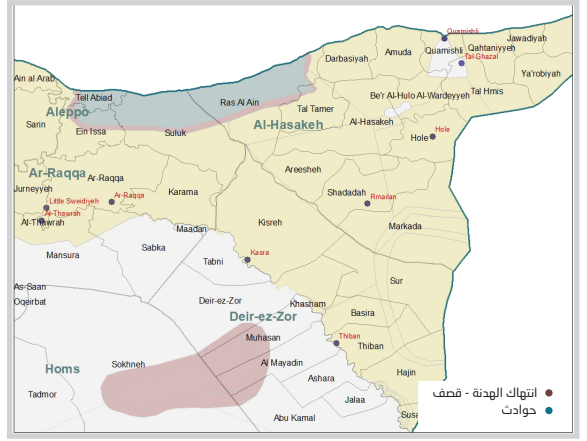 Quamishli
Jawadiyah
Amuda
Quamishli
Qahtaniyyeh
Darbasiyah
Tal Ghazal
Ya'robiyah
Ain al Arab
Tell Abiad
Ras Al Ain
Be'r Al-Hulo Al-Wardeyyeh
Tal Hmis
Tal Tamer
Aleppo
Sarin
Ein Issa
Suluk
Al-Hasakeh
Al-Hasakeh
Hole
Hole
Areesheh
Ar-Raqqa
Ar-Raqqa
Jurneyyeh
Karama
Shadadah
Rmailan
Little Sweidiyeh
Ar-Raqqa
Al-Thawrah
Al-Thawrah
Kisreh
Markada
Maadan
Sabka
Mansura
Tabni
Kasra
Sur
As-Saan
Oqeirbat
Deir-ez-Zor
Khasham
Deir-ez-Zor
Basira
Muhasan
Thiban
Thiban
Sokhneh
Al Mayadin
Homs
Ashara
Hajin
Tadmor
Jalaa
Abu Kamal
Susa
انتهاك الهدنة - قصف
حوادث